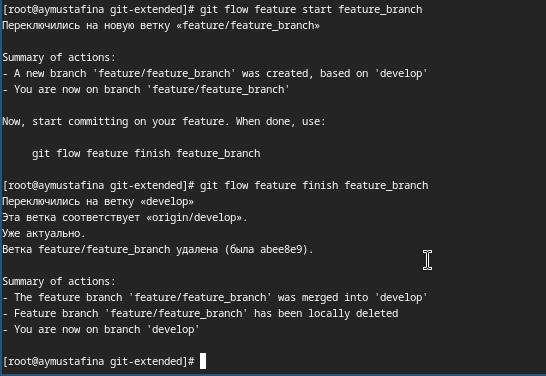 [root@aymustafina git-extended]# git flow feature start feature_branch
Переключились на новую ветку «feature/feature_branch»
Summary of actions:
- A new branch 'feature/feature_branch' was created, based on 'develop'
- You are now on branch 'feature/feature_branch'
Now, start committing on your feature. When done, use:
git flow feature finish feature_branch
[root@aymustafina git-extended]# git flow feature finish feature_branch
Переключились на ветку «develop»
Эта ветка соответствует «origin/develop».
Уже актуально.
Ветка feature/feature_branch удалена (была abee8e9).
Summary of actions:
- The feature branch 'feature/feature_branch' was merged into 'develop'
- Feature branch 'feature/feature_branch' has been locally deleted
- You are now on branch 'develop'
[root@aymustafina git-extended]#